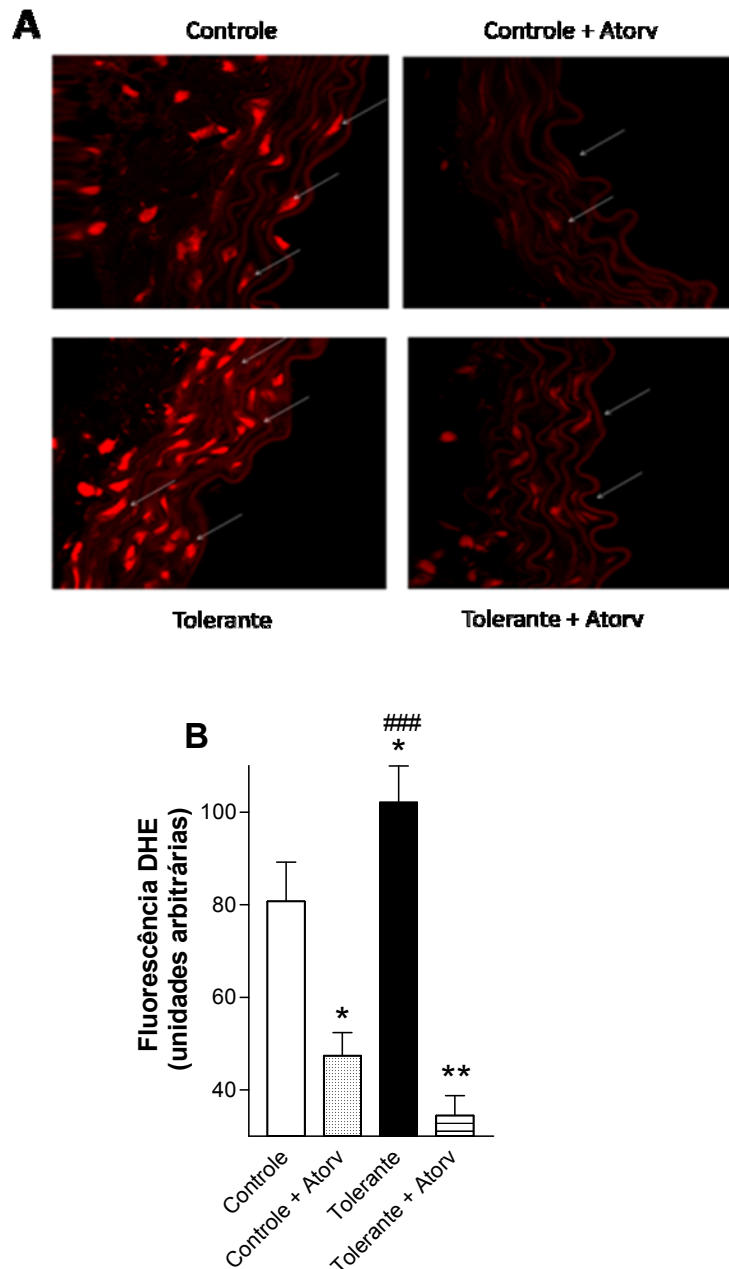 A
Controle
Controle + Atorv
Tolerante
Tolerante + Atorv
B
###
*
100
80
60
40
Fluorescência DHE
(unidades arbitrárias)
*
**
Controle
Controle + Atorv
Tolerante
Tolerante + Atorv